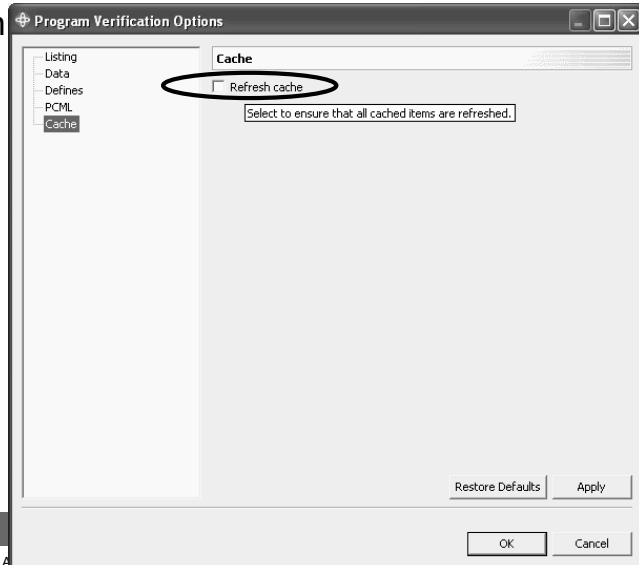 Program Verification Options
Listing
Data
Defines
PCML
Cache
Cache
Refresh cache
Select to ensure that all cached items are refreshed.
Restore Defaults
Apply
OK
Cancel